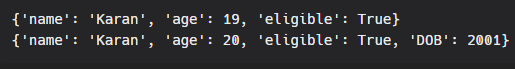 {'name': 'Karan', 'age': 19, 'eligible': True}
{'name': 'Karan', 'age': 20, 'eligible': True, 'DOB': 2001}